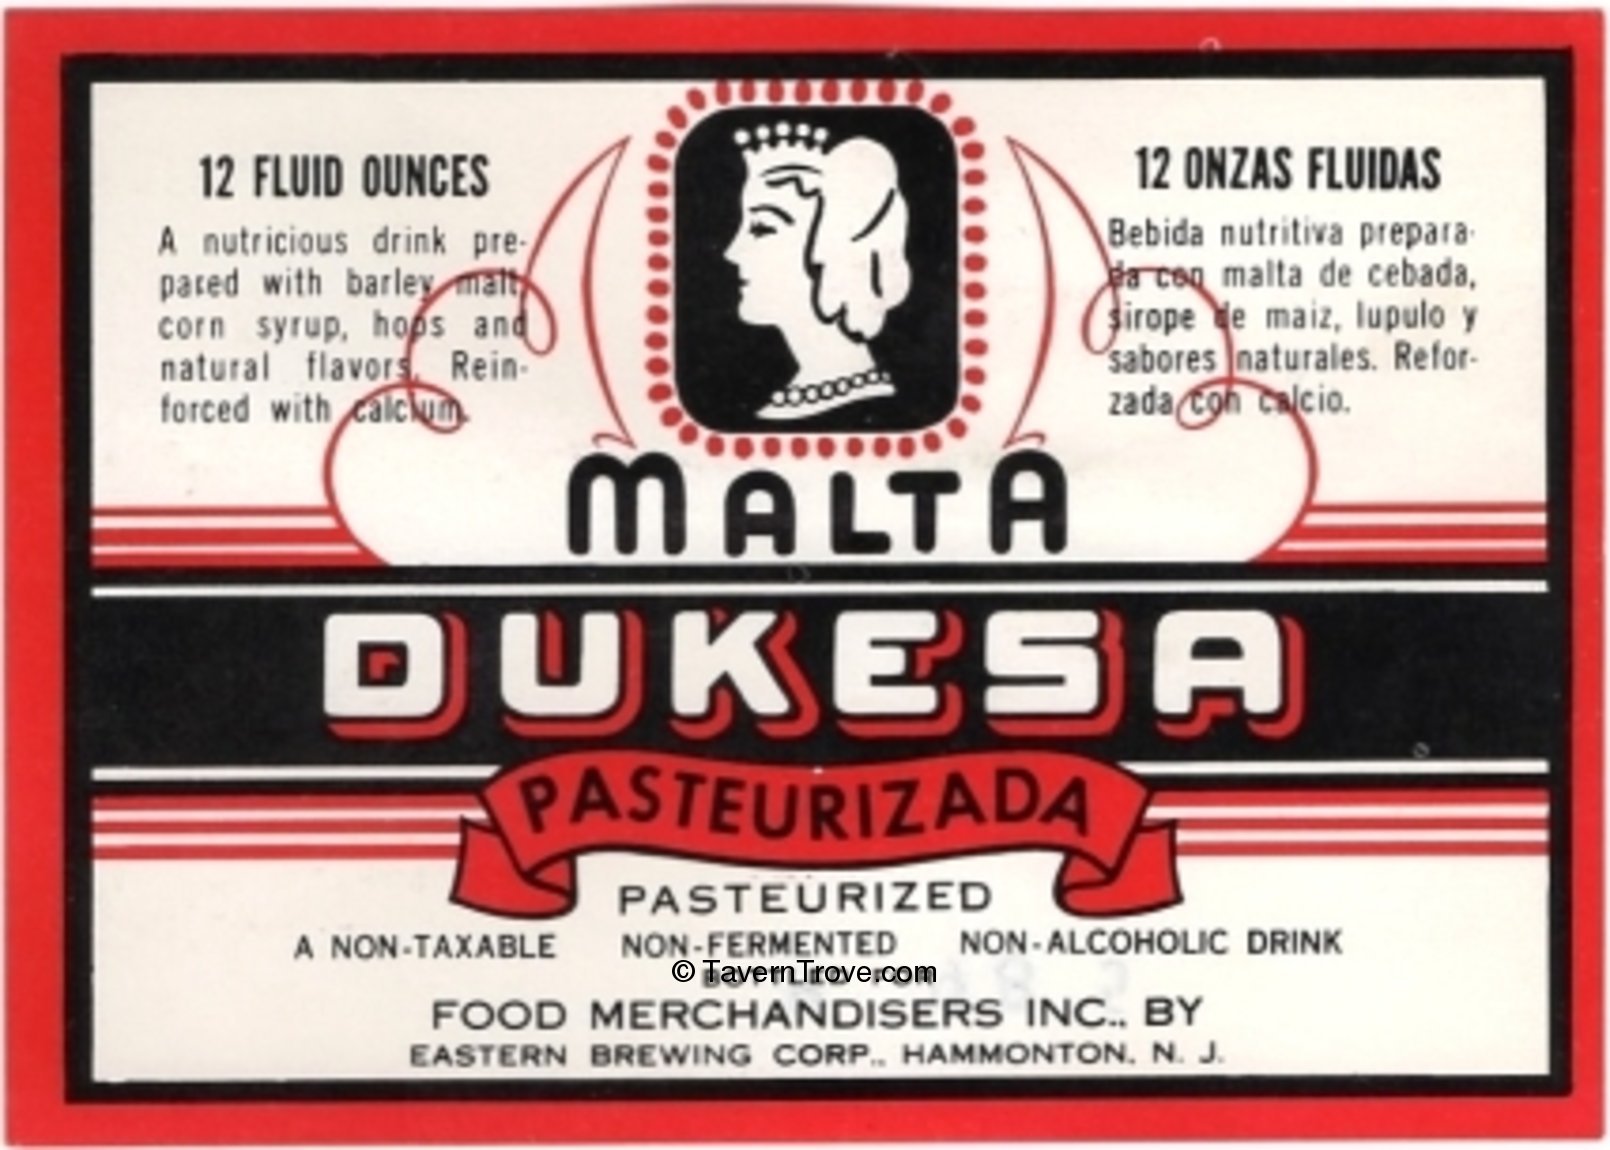 12 FLUID OUNCES
A nutricious drink pre-
pared with barley malt,
corn syrup, hops and
natural flavors. Rein-
forced with calcium.
12 ONZAS FLUIDAS
Bebida nutritiva prepara-
da con malta de cebada,
sirope de maiz, lupulo y
sabores naturales. Refor-
zada con calcio.
MALTA
DUKESA
PASTEURIZADA
PASTEURIZED
A NON-TAXABLE NON-FERMENTED NON-ALCOHOLIC DRINK
© TavernTrove.com
FOOD MERCHANDISERS INC., BY
EASTERN BREWING CORP., HAMMONTON, N. J.